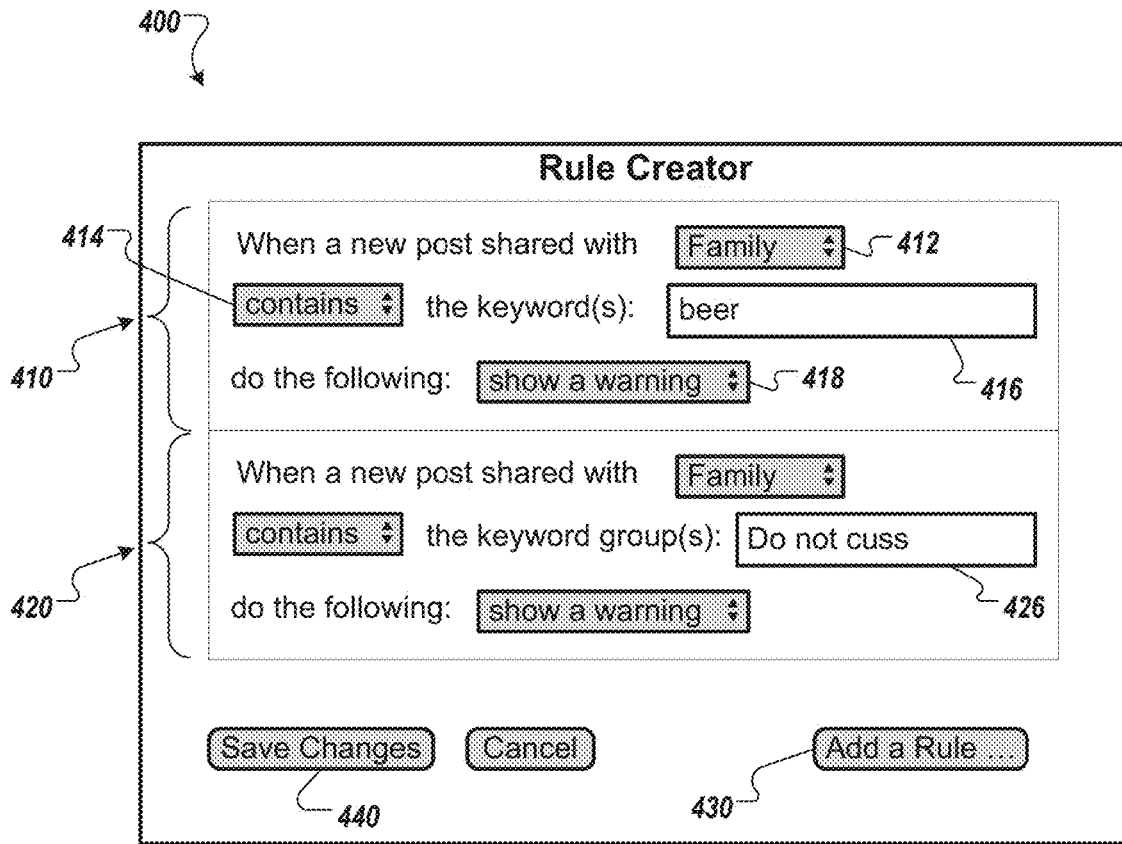 400
Rule Creator
414
When a new post shared with Family 412
contains the keyword(s): beer
410
do the following: show a warning 418
416
When a new post shared with Family
contains the keyword group(s): Do not cuss
420
do the following: show a warning
426
Save Changes Cancel Add a Rule ...
440
430